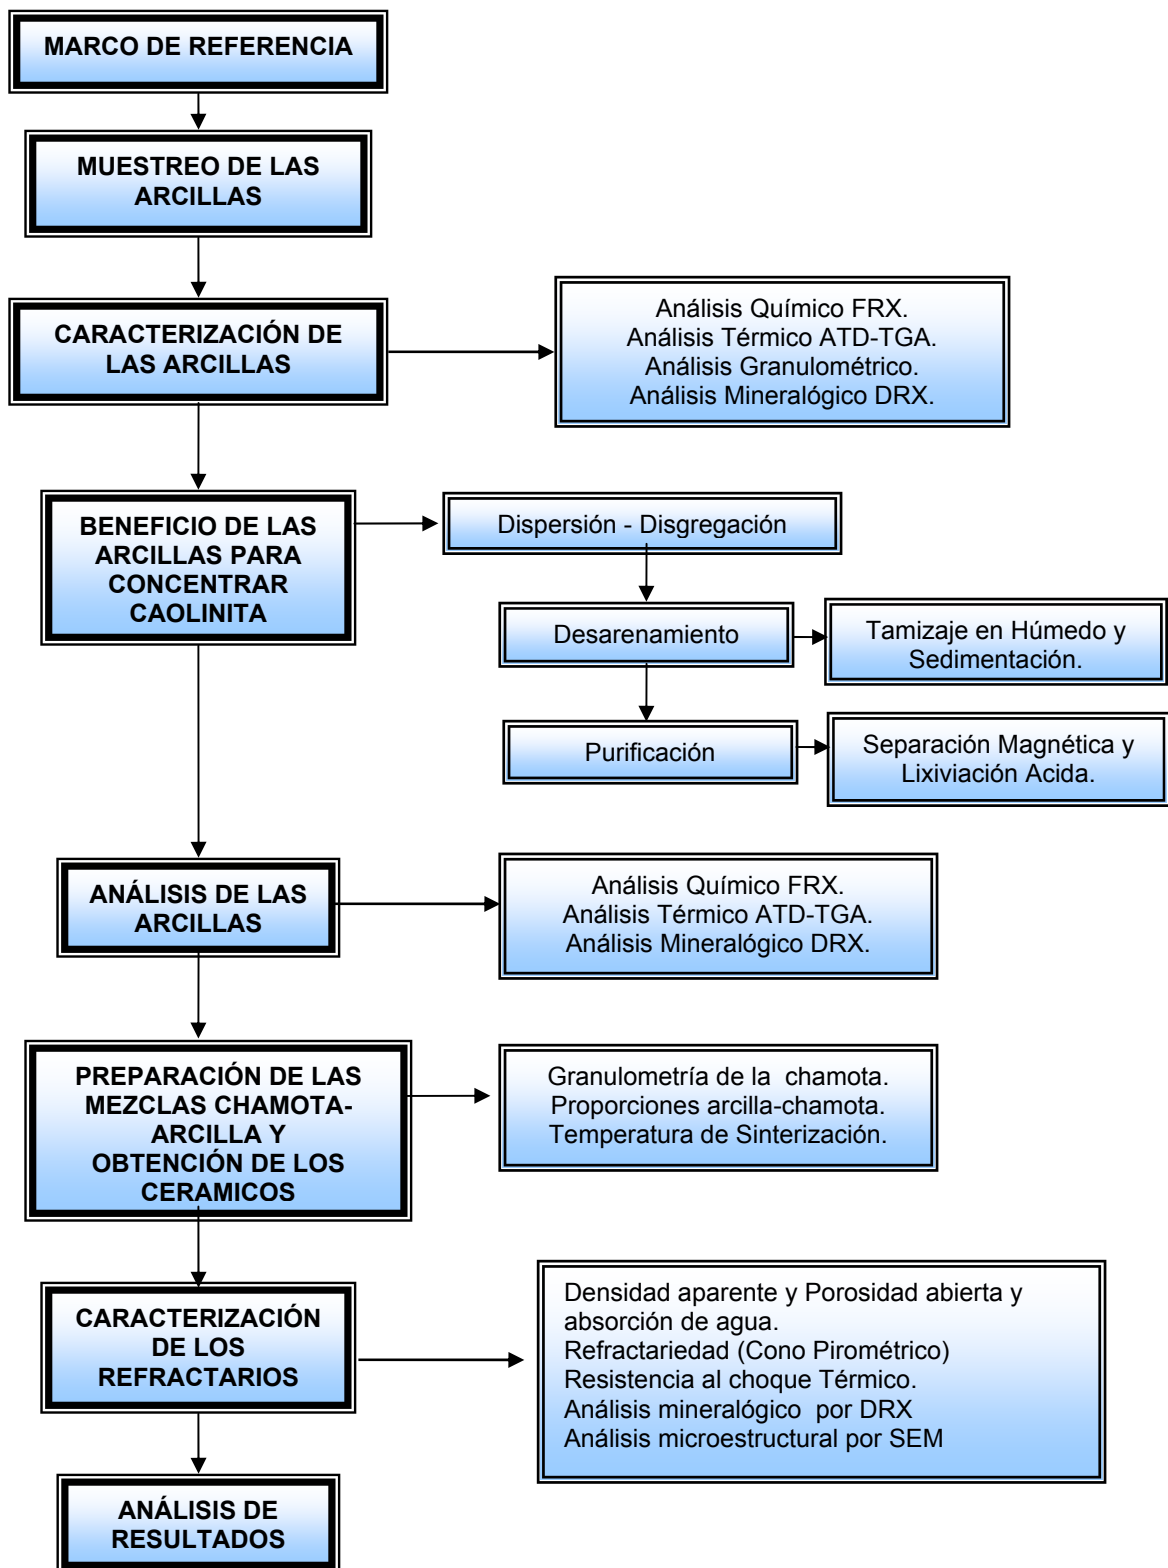 MARCO DE REFERENCIA
MUESTREO DE LAS
ARCILLAS
CARACTERIZACIÓN DE
LAS ARCILLAS
Análisis Químico FRX.
Análisis Térmico ATD-TGA.
Análisis Granulométrico.
Análisis Mineralógico DRX.
BENEFICIO DE LAS
ARCILLAS PARA
CONCENTRAR
CAOLINITA
Dispersión - Disgregación
Desarenamiento
Tamizaje en Húmedo y
Sedimentación.
Purificación
Separación Magnética y
Lixiviación Acida.
ANÁLISIS DE LAS
ARCILLAS
Análisis Químico FRX.
Análisis Térmico ATD-TGA.
Análisis Mineralógico DRX.
PREPARACIÓN DE LAS
MEZCLAS CHAMOTA-
ARCILLA Y
OBTENCIÓN DE LOS
CERAMICOS
Granulometría de la chamota.
Proporciones arcilla-chamota.
Temperatura de Sinterización.
CARACTERIZACIÓN
DE LOS
REFRACTARIOS
Densidad aparente y Porosidad abierta y
absorción de agua.
Refractariedad (Cono Pirométrico)
Resistencia al choque Térmico.
Análisis mineralógico por DRX
Análisis microestructural por SEM
ANÁLISIS DE
RESULTADOS